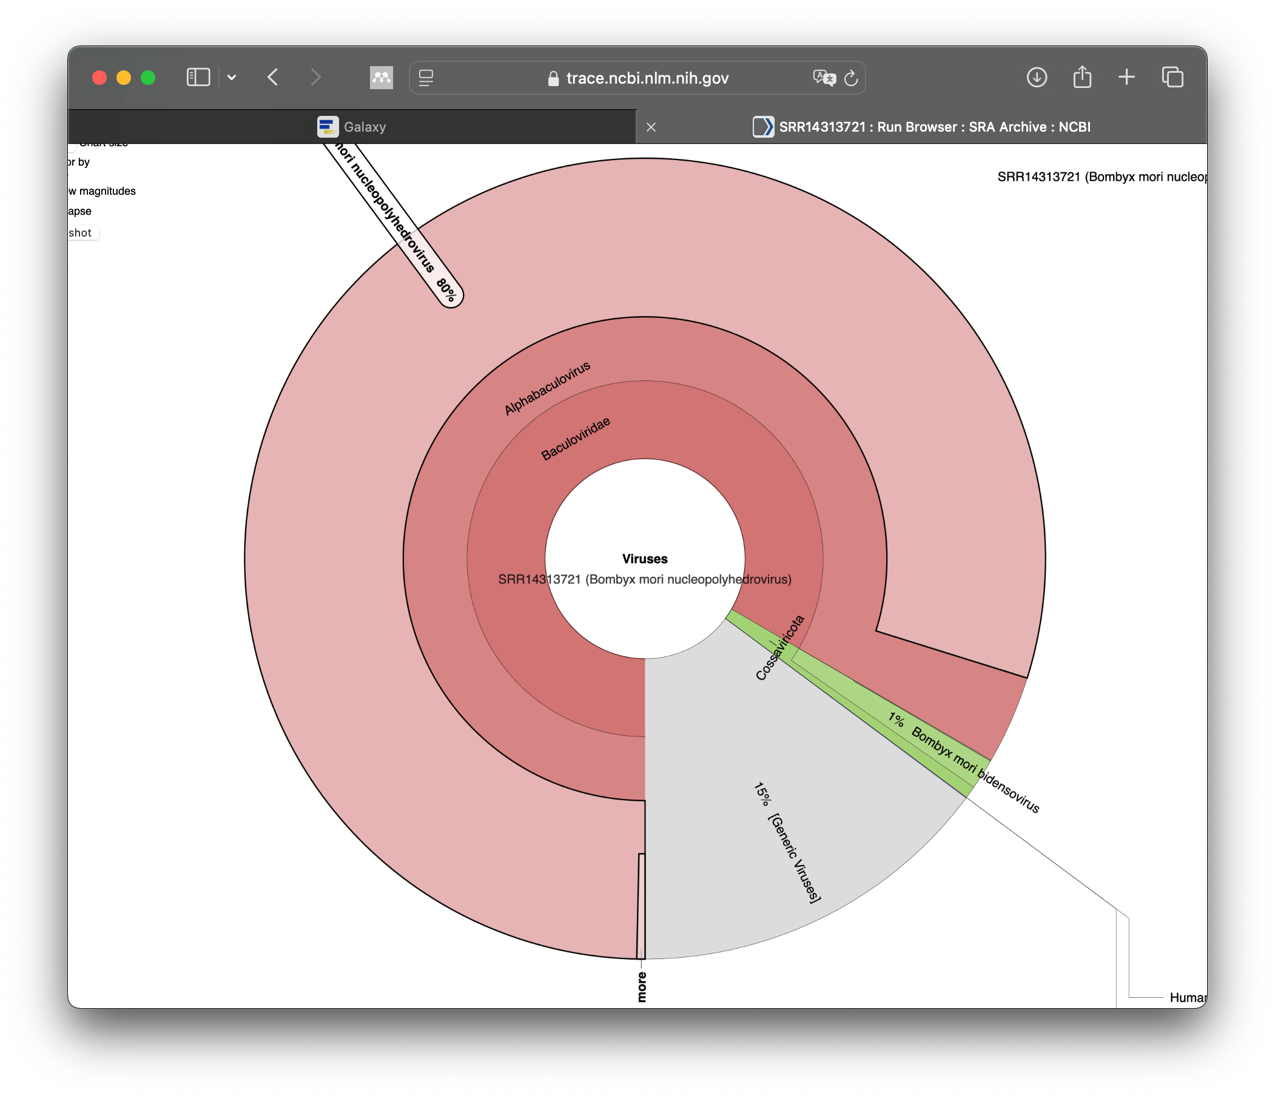 trace.ncbi.nlm.nih.gov
Galaxy
SRR14313721 : Run Browser : SRA Archive : NCBI
Chart size
or by
w magnitudes
apse
shot
SRR14313721 (Bombyx mori nucleop
mori nucleopolyhedrovirus 80%
Alphabaculovirus
Baculoviridae
Viruses
SRR14313721 (Bombyx mori nucleopolyhedrovirus)
Cossaviricota
1% Bombyx mori bidensovirus
15% [Generic Viruses]
more
Human